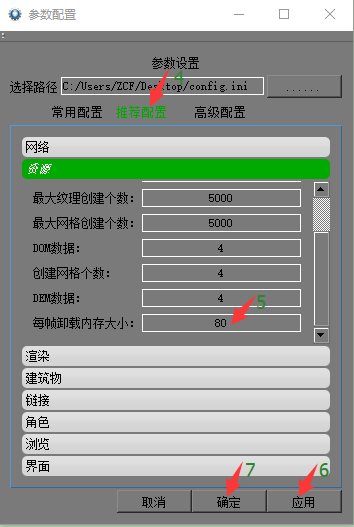 参数配置
参数设置
选择路径 C:/Users/ZCF/Desktop/config.ini ......
4
常用配置 推荐配置 高级配置
网络
资源
最大纹理创建个数: 5000
最大网格创建个数: 5000
DOM数据: 4
创建网格个数: 4
DEM数据: 4
5
每帧卸载内存大小: 80
渲染
建筑物
链接
角色
浏览
界面
7 6
取消 确定 应用